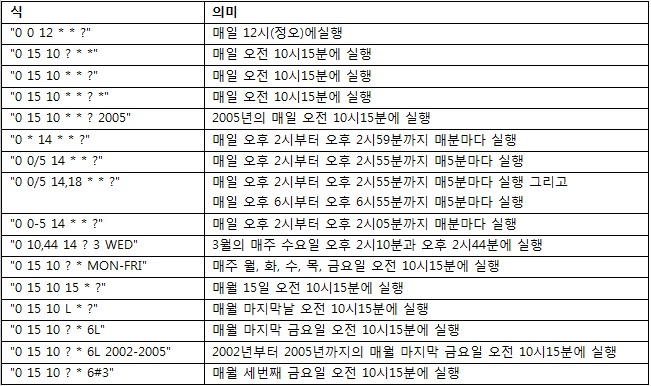 식 의미
"0 0 12 * * ?" 매일 12시(정오)에실행
"0 15 10 ? * *" 매일 오전 10시15분에 실행
"0 15 10 * * ?" 매일 오전 10시15분에 실행
"0 15 10 * * ? *" 매일 오전 10시15분에 실행
"0 15 10 * * ? 2005" 2005년의 매일 오전 10시15분에 실행
"0 * 14 * * ?" 매일 오후 2시부터 오후 2시59분까지 매분마다 실행
"0 0/5 14 * * ?" 매일 오후 2시부터 오후 2시55분까지 매5분마다 실행
"0 0/5 14,18 * * ?" 매일 오후 2시부터 오후 2시55분까지 매5분마다 실행 그리고
매일 오후 6시부터 오후 6시55분까지 매5분마다 실행
"0 0-5 14 * * ?" 매일 오후 2시부터 오후 2시05분까지 매분마다 실행
"0 10,44 14 ? 3 WED" 3월의 매주 수요일 오후 2시10분과 오후 2시44분에 실행
"0 15 10 ? * MON-FRI" 매주 월, 화, 수, 목, 금요일 오전 10시15분에 실행
"0 15 10 15 * ?" 매월 15일 오전 10시15분에 실행
"0 15 10 L * ?" 매월 마지막날 오전 10시15분에 실행
"0 15 10 ? * 6L" 매월 마지막 금요일 오전 10시15분에 실행
"0 15 10 ? * 6L 2002-2005" 2002년부터 2005년까지의 매월 마지막 금요일 오전 10시15분에 실행
"0 15 10 ? * 6#3" 매월 세번째 금요일 오전 10시15분에 실행